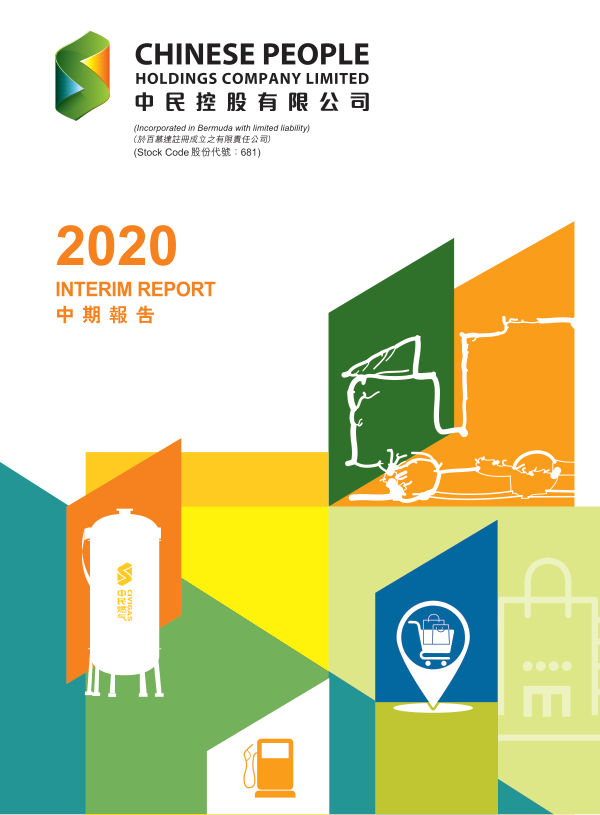 CHINESE PEOPLE
HOLDINGS COMPANY LIMITED
中民控股有限公司
(Incorporated in Bermuda with limited liability)
（於百慕達註冊成立之有限責任公司）
(Stock Code 股份代號：681)
2020
INTERIM REPORT
中期報告
CIVIGAS